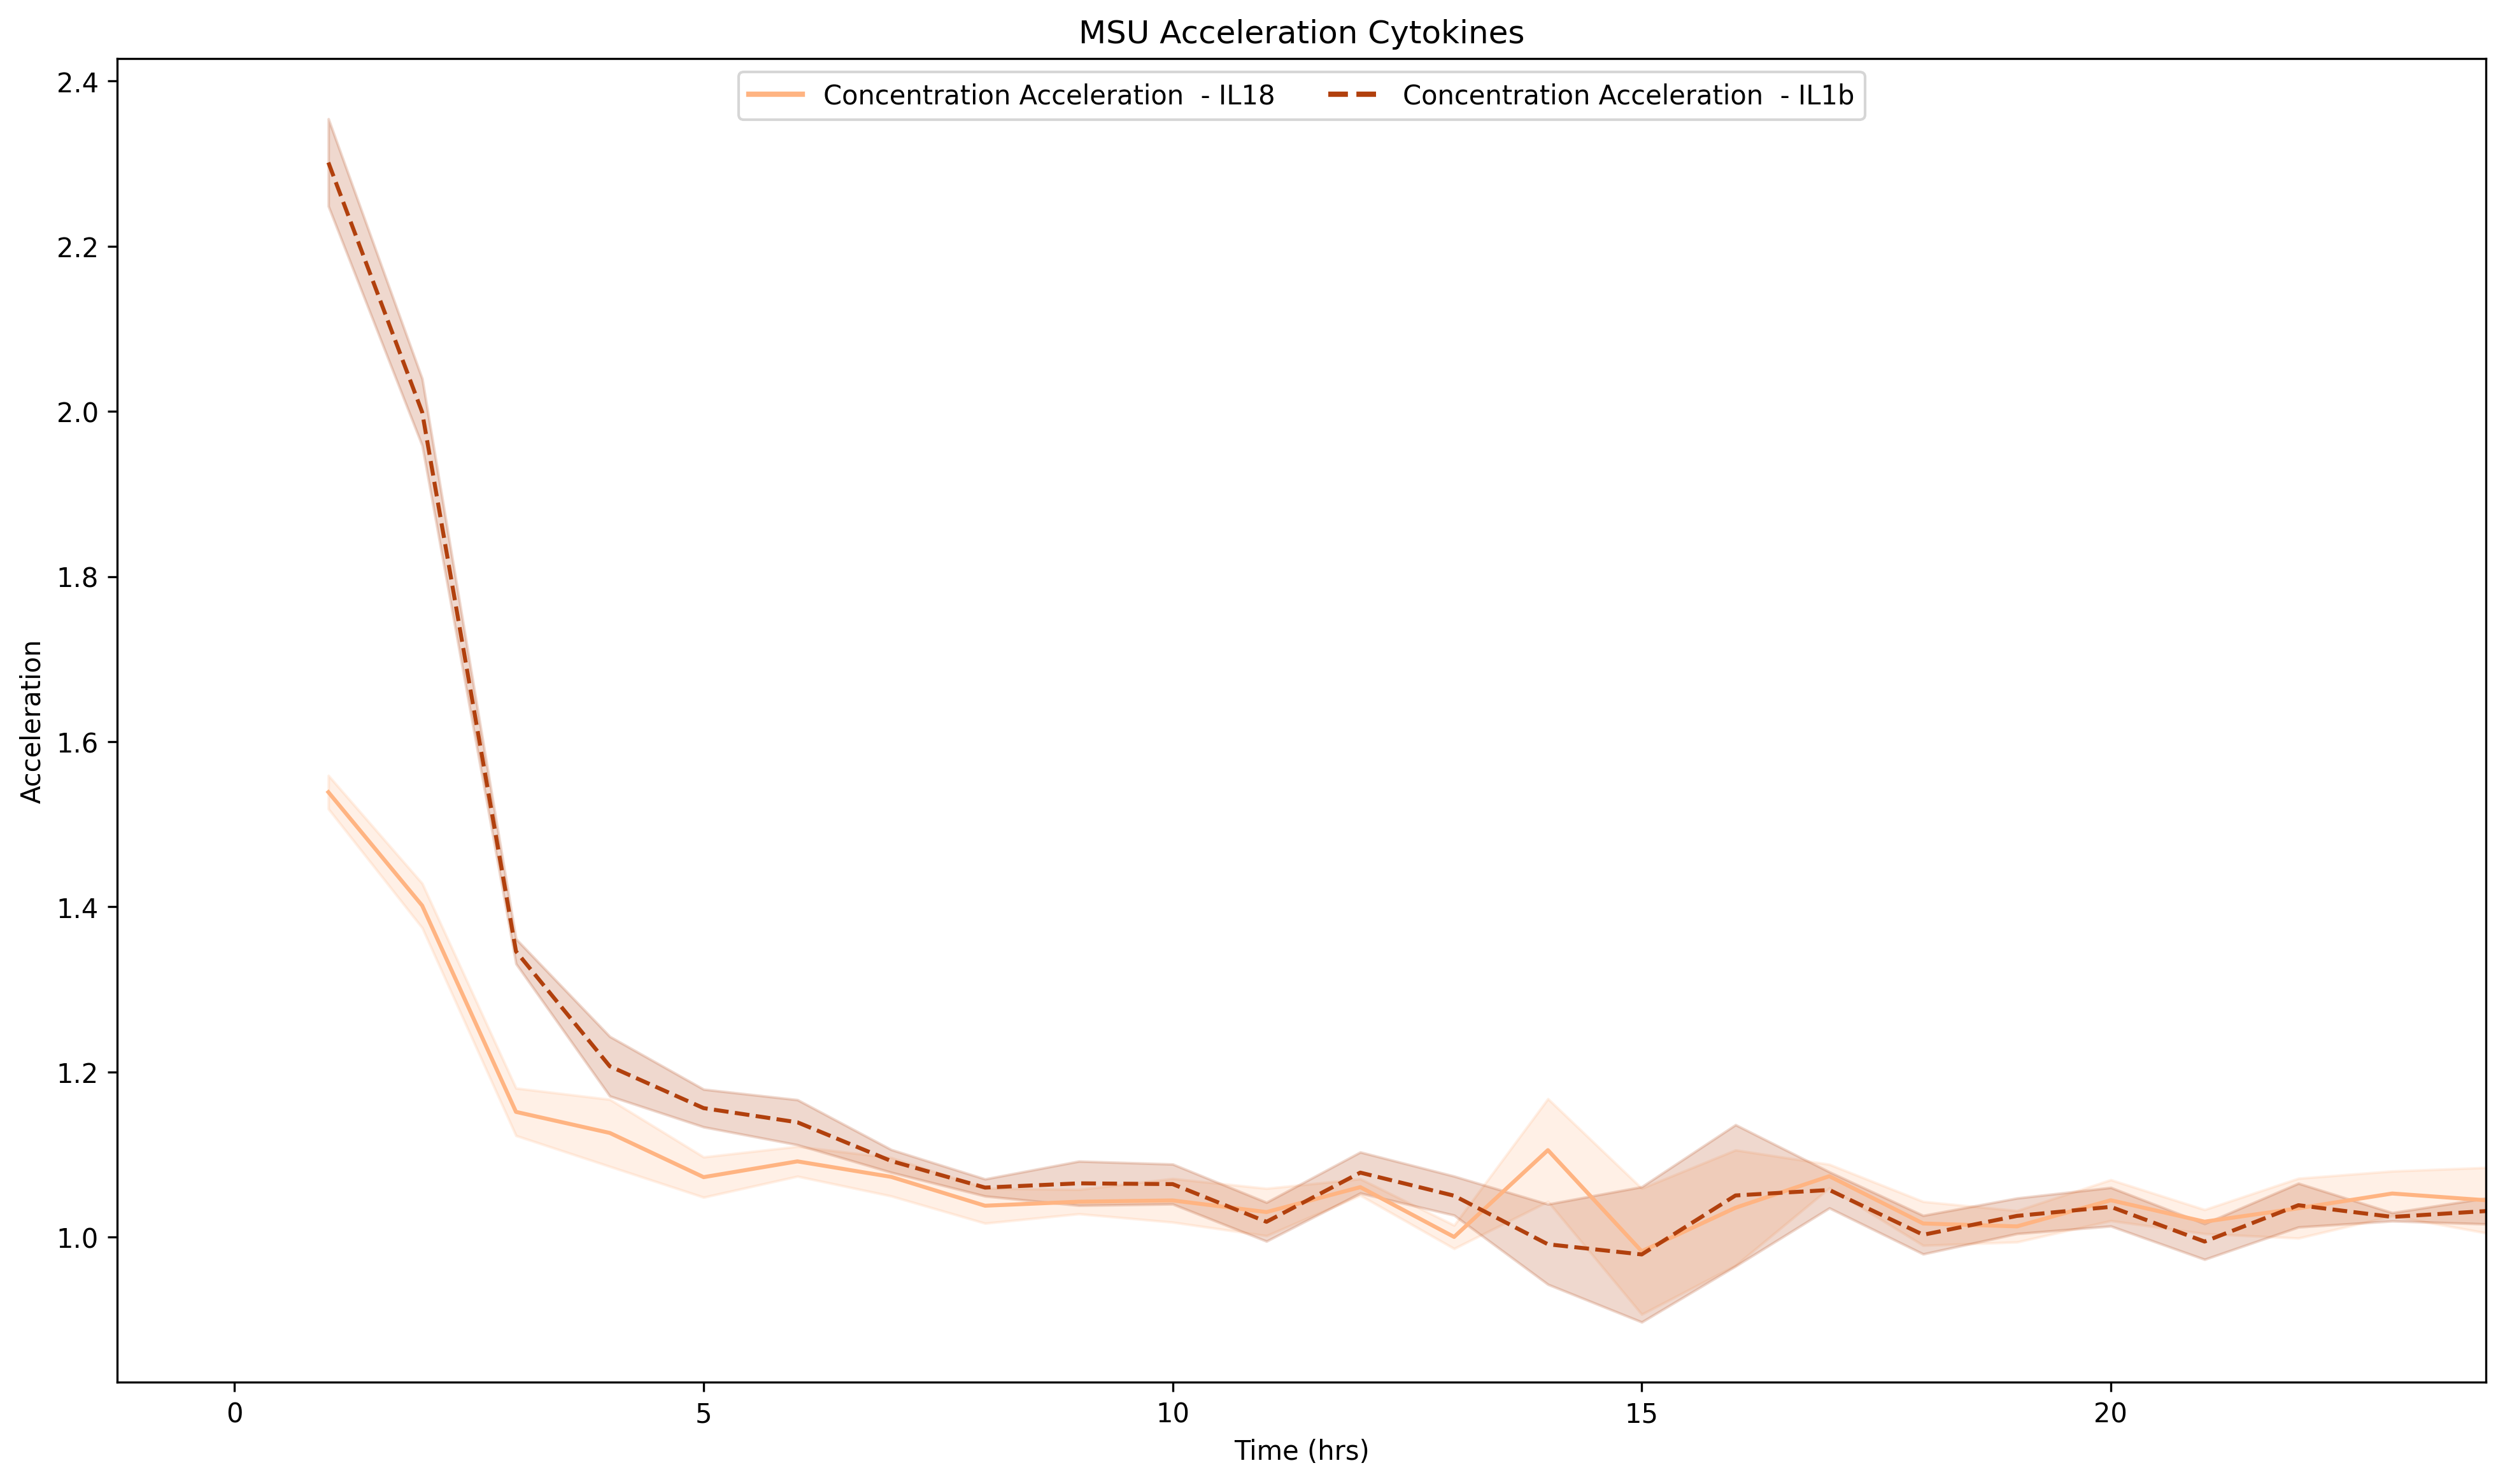 MSU Acceleration Cytokines
Concentration Acceleration  - IL18
Concentration Acceleration  - IL1b
2.4
2.2
2.0
1.8
1.6
1.4
1.2
1.0
Acceleration
0 5 10 15 20
Time (hrs)